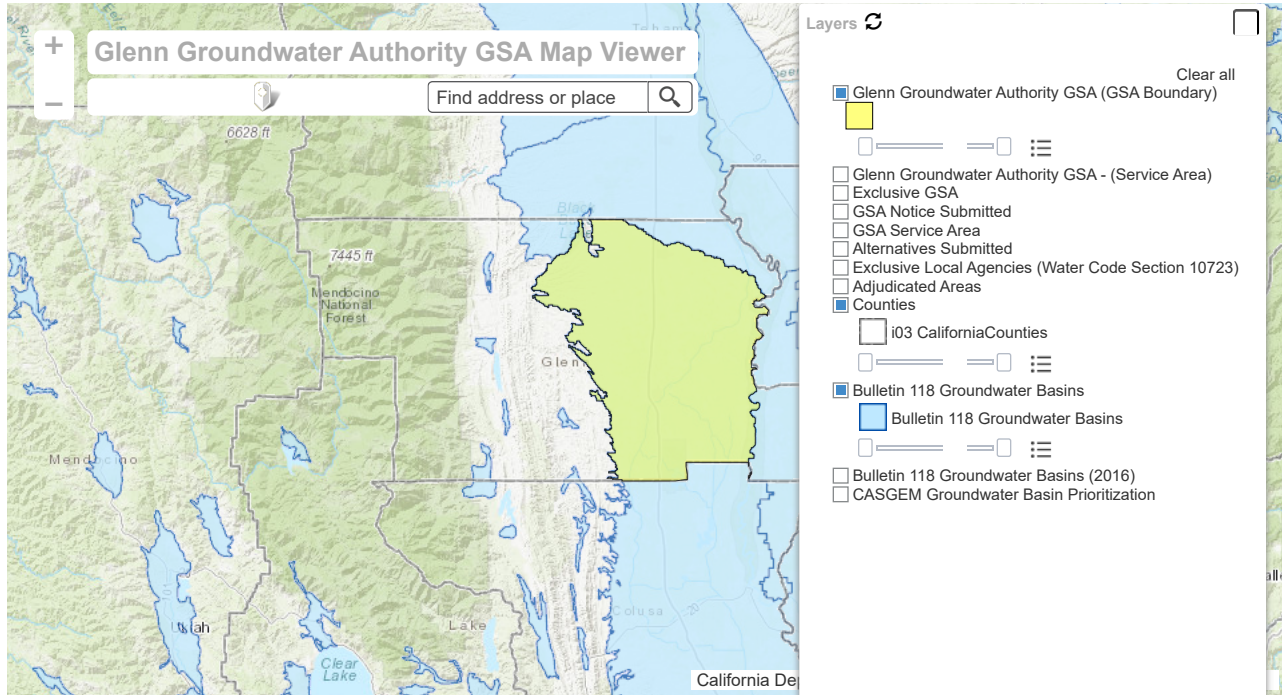 Glenn Groundwater Authority GSA Map Viewer
+
−
Find address or place
Layers
Clear all
Glenn Groundwater Authority GSA (GSA Boundary)
Glenn Groundwater Authority GSA - (Service Area)
Exclusive GSA
GSA Notice Submitted
GSA Service Area
Alternatives Submitted
Exclusive Local Agencies (Water Code Section 10723)
Adjudicated Areas
Counties
i03 CaliforniaCounties
Bulletin 118 Groundwater Basins
Bulletin 118 Groundwater Basins
Bulletin 118 Groundwater Basins (2016)
CASGEM Groundwater Basin Prioritization
6628 ft
Black
7445 ft
Mendocino
National
Forest
Glenn
Mendocino
Colusa
20
Ukiah
Lake
Clear
Lake
California De